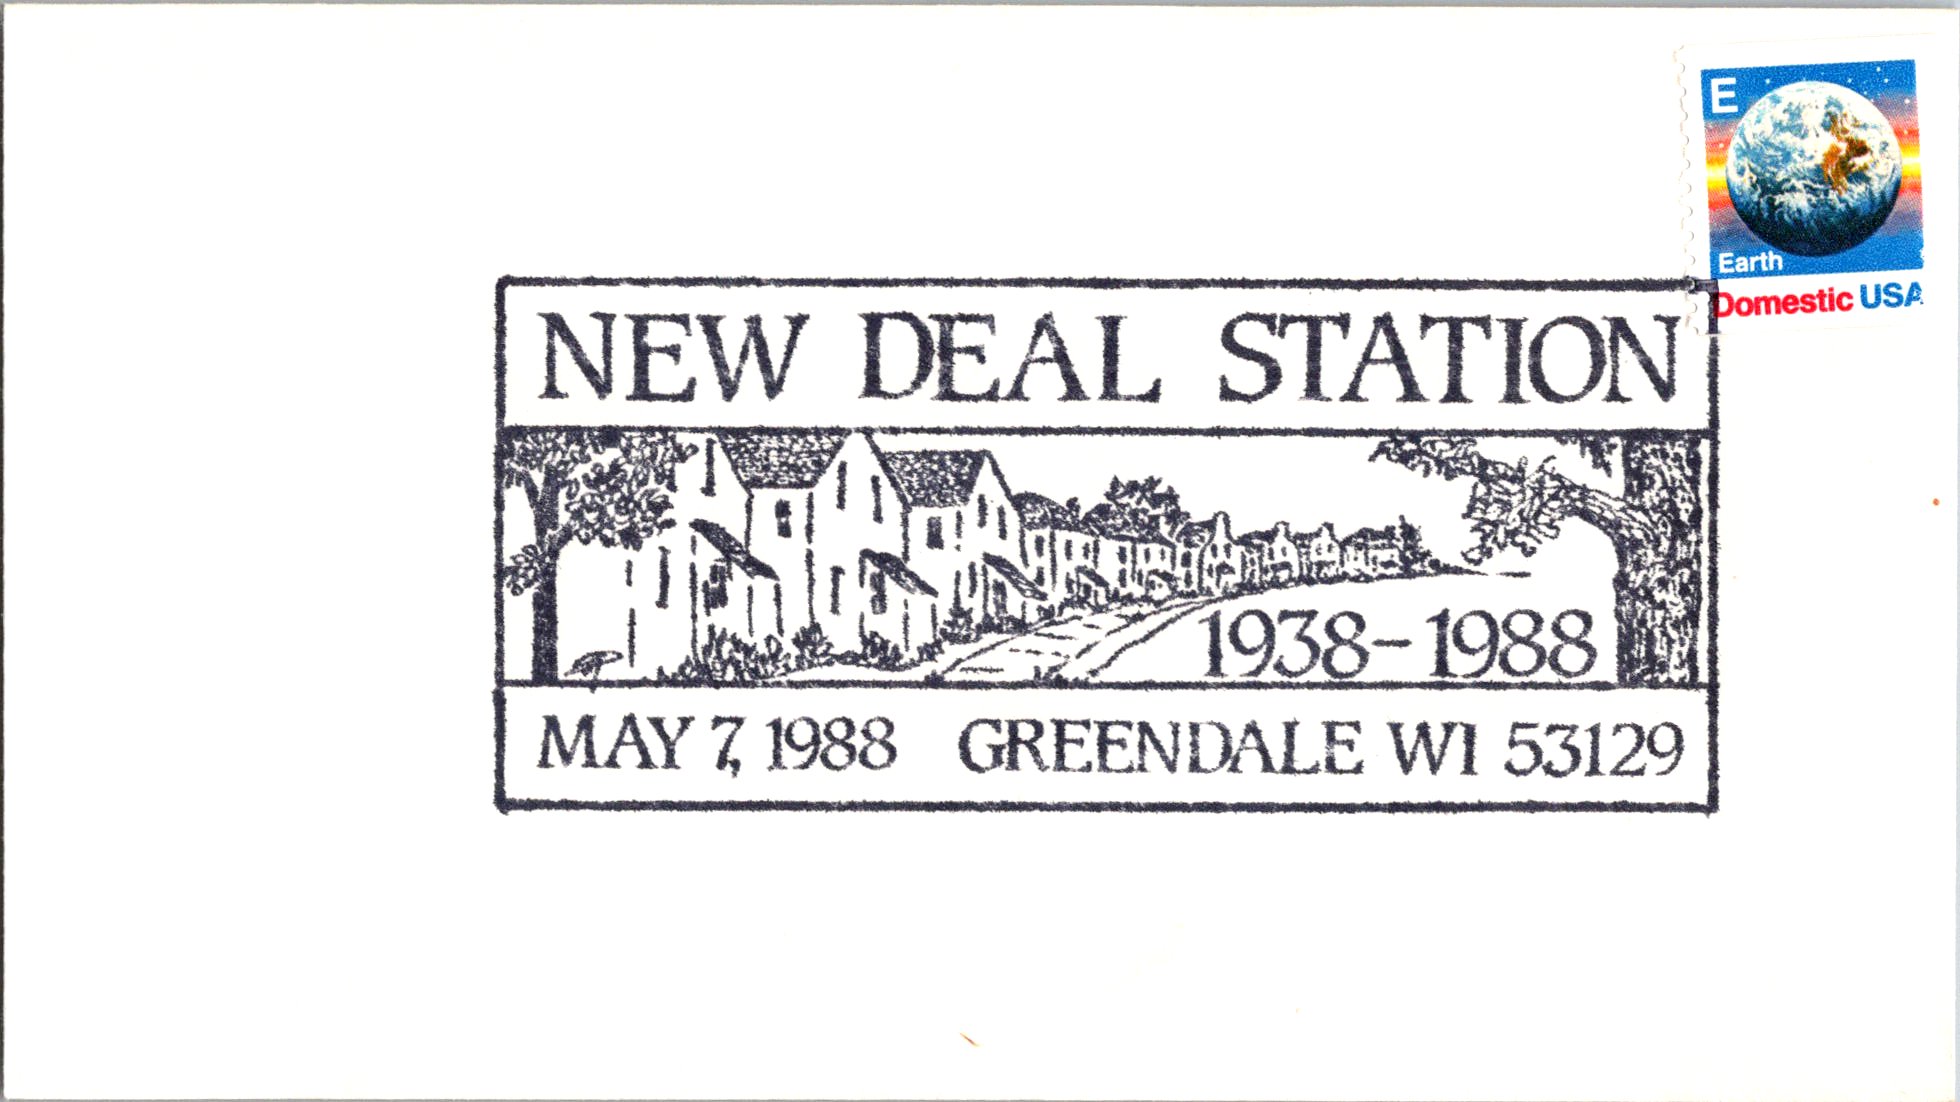 E
Earth
Domestic USA
NEW DEAL STATION
1938-1988
MAY 7, 1988 GREENDALE WI 53129